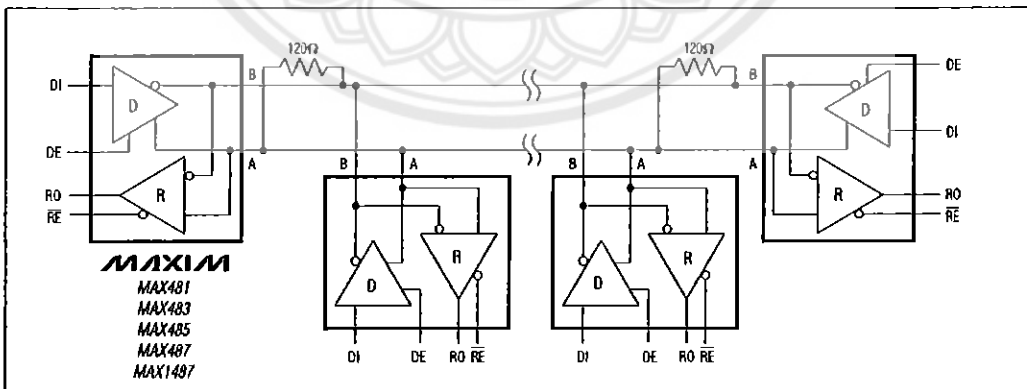 120Ω 120Ω
B B
DI DE
D D
DI
DE A B A B A A
RO R R RO
RE RE
R R
D D
MAXIM
MAX481
MAX483
MAX485
MAX487
MAX1487
DI DE RO RE DI DE RO RE